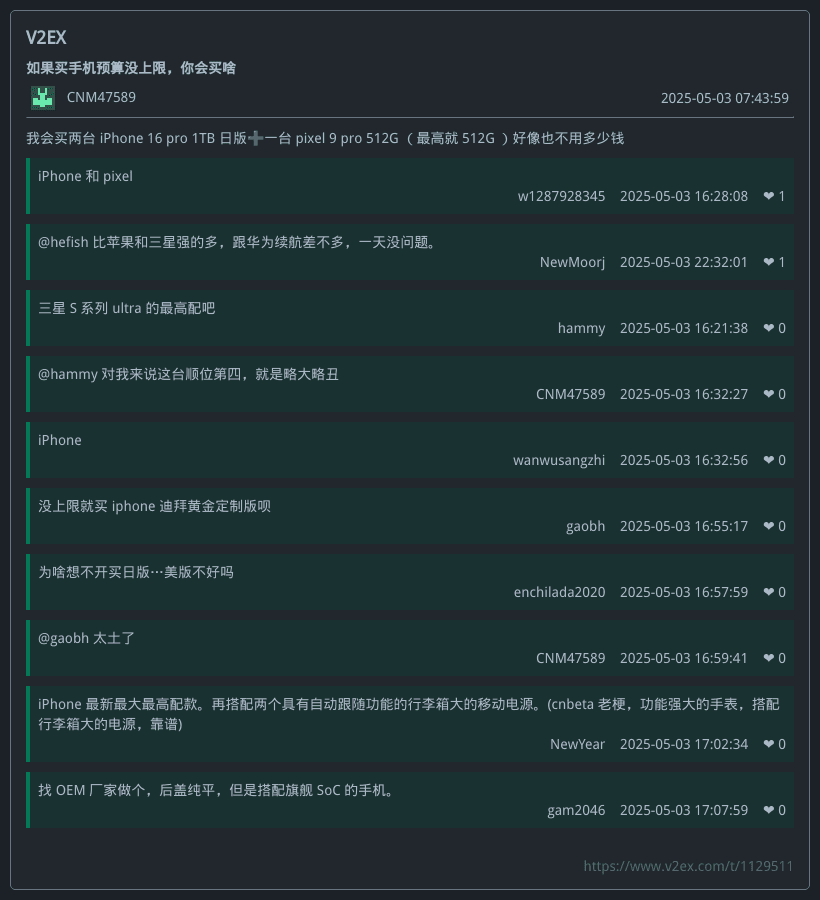 V2EX
如果买手机预算没上限，你会买啥
CNM47589
2025-05-03 07:43:59
我会买两台 iPhone 16 pro 1TB 日版➕一台 pixel 9 pro 512G （ 最高就 512G ）好像也不用多少钱
iPhone 和 pixel
w1287928345 2025-05-03 16:28:08 ❤ 1
@hefish 比苹果和三星强的多，跟华为续航差不多，一天没问题。
NewMoorj 2025-05-03 22:32:01 ❤ 1
三星 S 系列 ultra 的最高配吧
hammy 2025-05-03 16:21:38 ❤ 0
@hammy 对我来说这台顺位第四，就是略大略丑
CNM47589 2025-05-03 16:32:27 ❤ 0
iPhone
wanwusangzhi 2025-05-03 16:32:56 ❤ 0
没上限就买 iphone 迪拜黄金定制版呗
gaobh 2025-05-03 16:55:17 ❤ 0
为啥想不开买日版…美版不好吗
enchilada2020 2025-05-03 16:57:59 ❤ 0
@gaobh 太土了
CNM47589 2025-05-03 16:59:41 ❤ 0
iPhone 最新最大最高配款。再搭配两个具有自动跟随功能的行李箱大的移动电源。(cnbeta 老梗，功能强大的手表，搭配
行李箱大的电源，靠谱)
NewYear 2025-05-03 17:02:34 ❤ 0
找 OEM 厂家做个，后盖纯平，但是搭配旗舰 SoC 的手机。
gam2046 2025-05-03 17:07:59 ❤ 0
https://www.v2ex.com/t/1129511